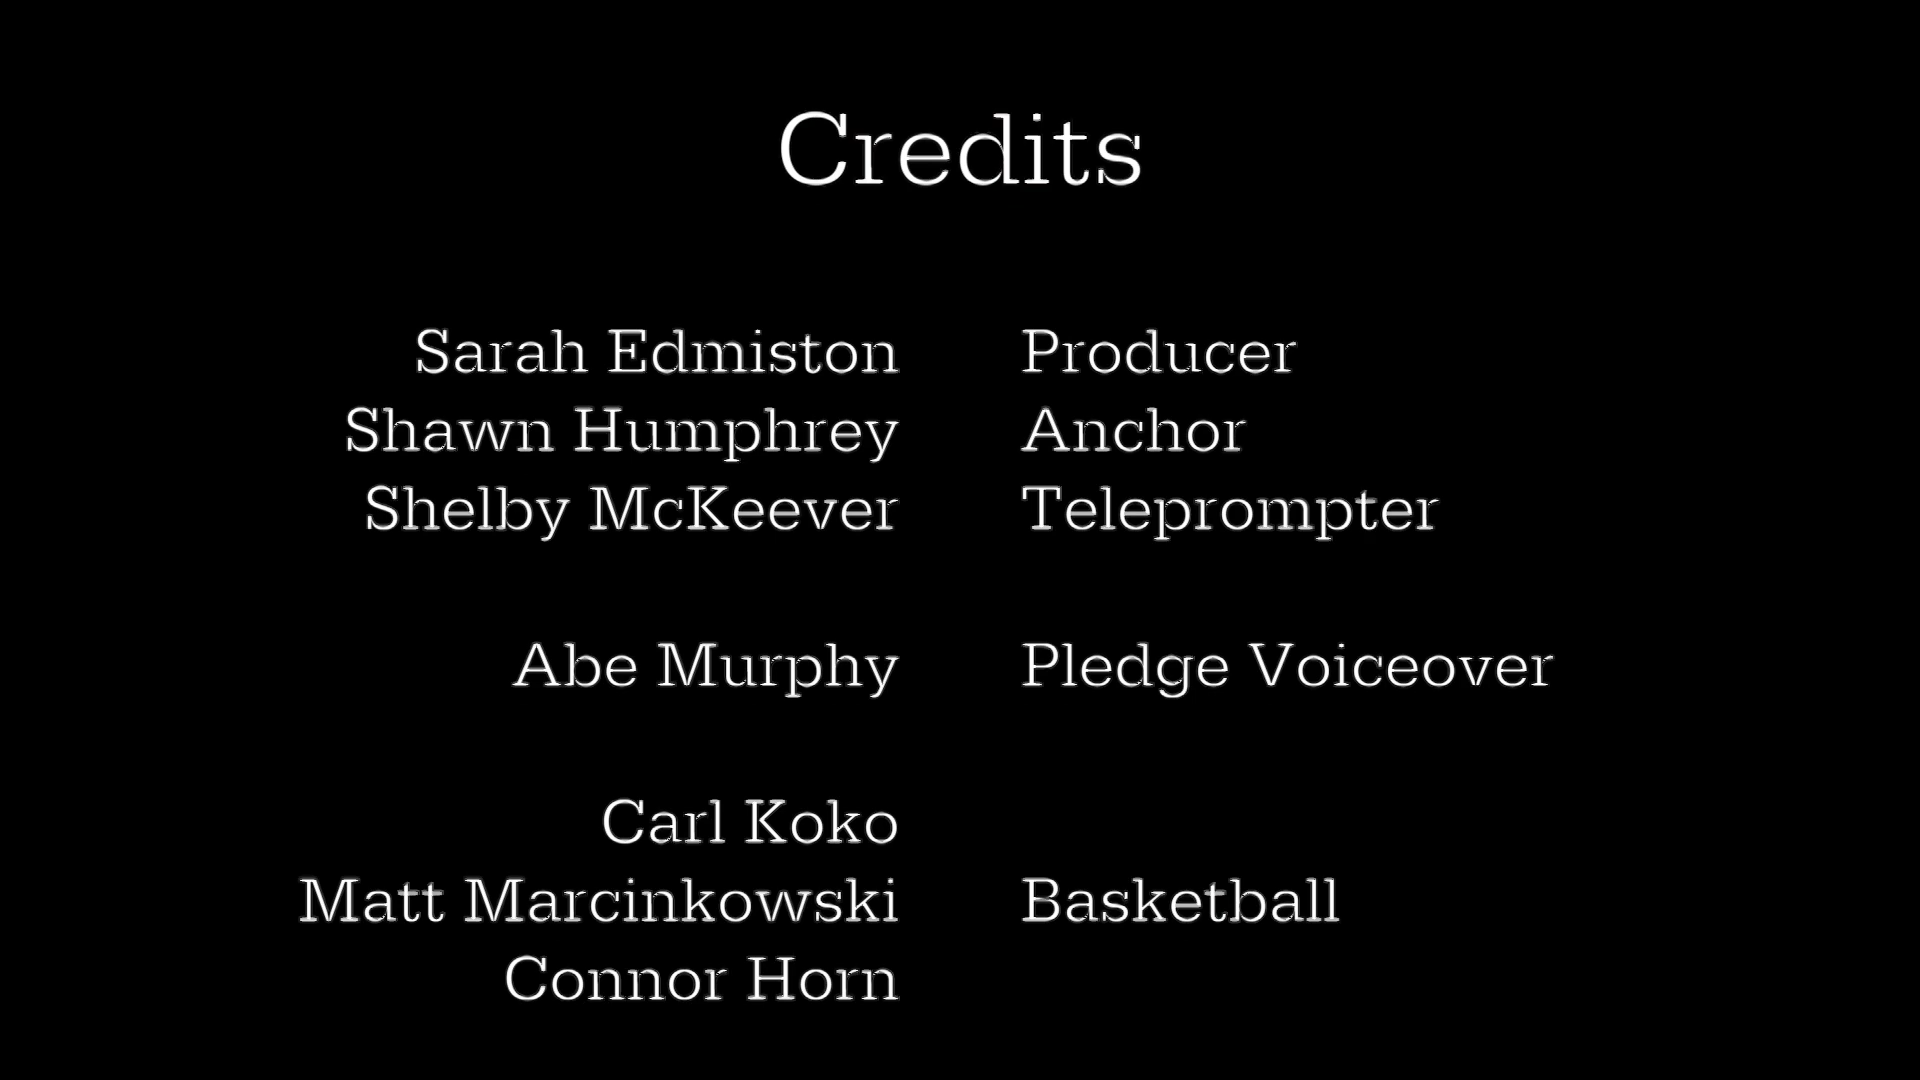 Credits
Sarah Edmiston Producer
Shawn Humphrey Anchor
Shelby McKeever Teleprompter
Abe Murphy Pledge Voiceover
Carl Koko
Matt Marcinkowski Basketball
Connor Horn